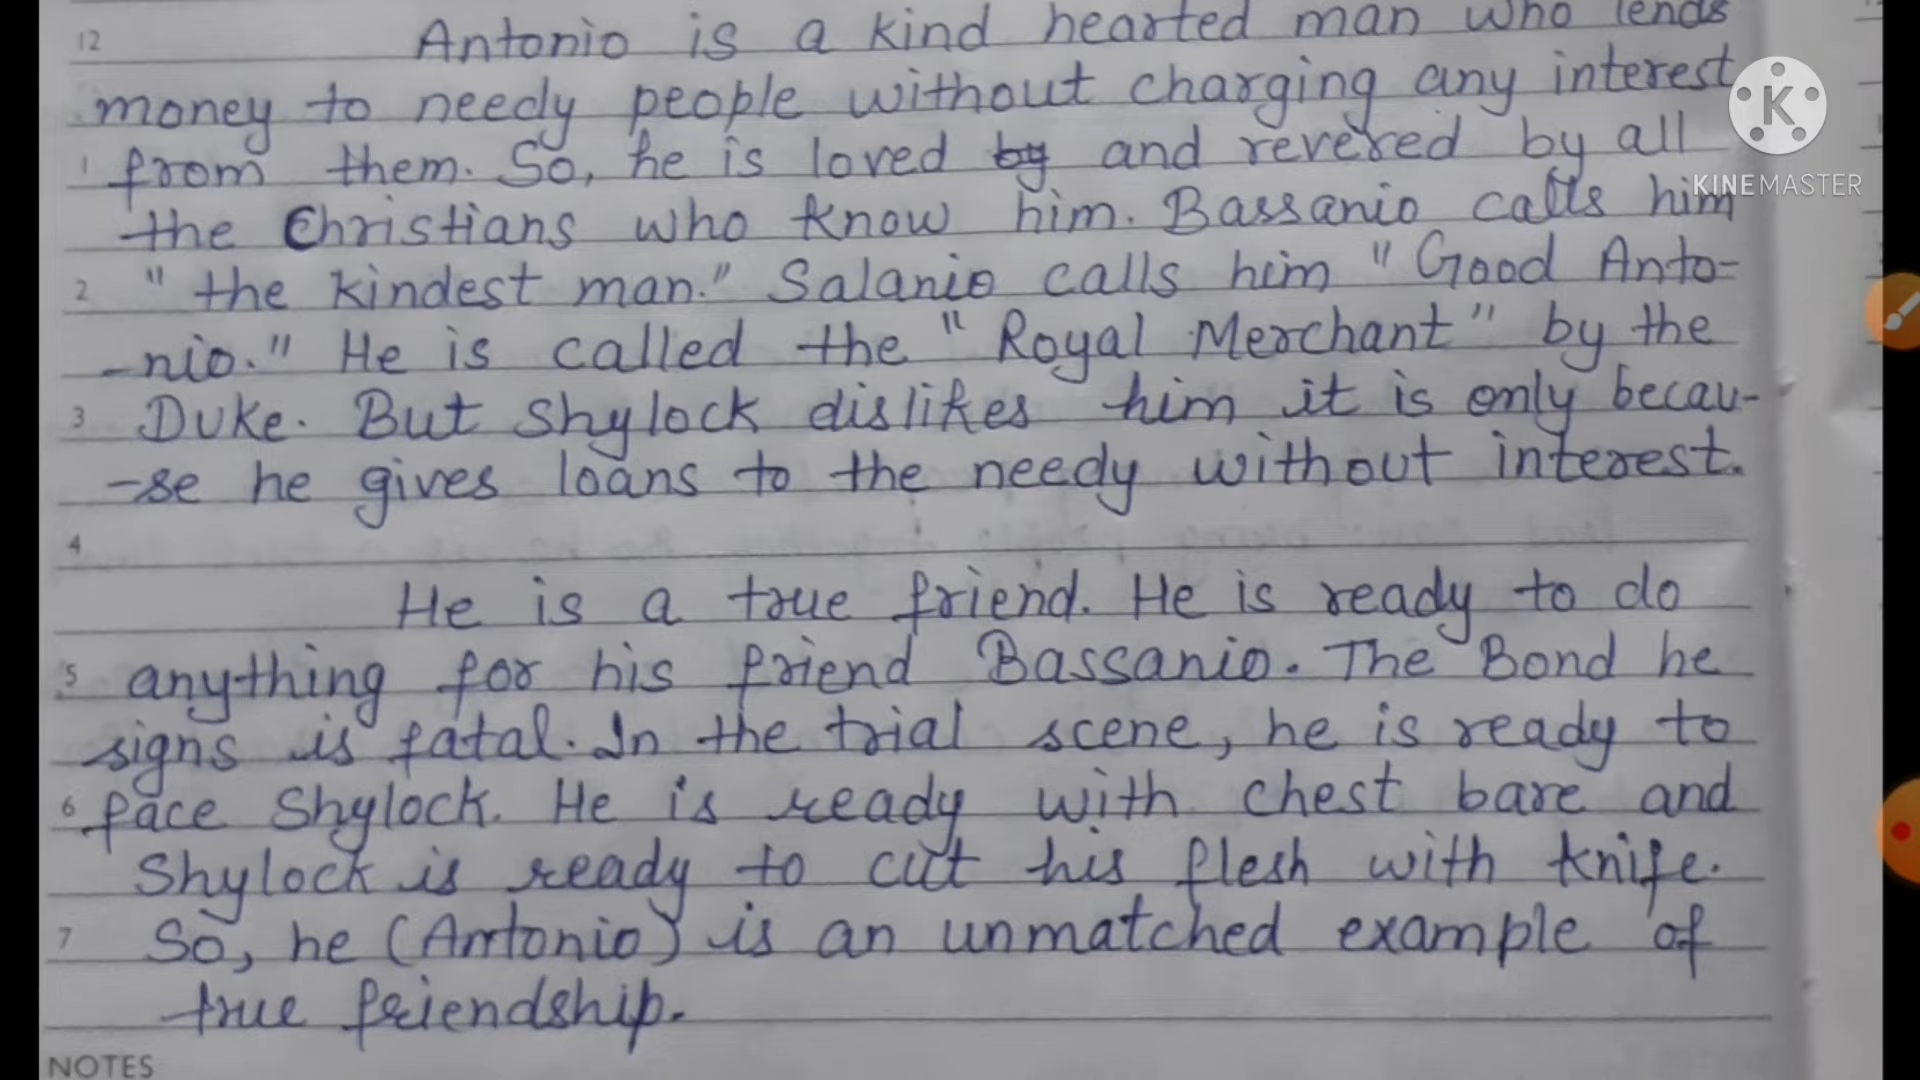 12 Antonio is a kind hearted man who lends
money to needy people without charging any interest
1 from them. So, he is loved by and revered by all
the Christians who know him. Bassanio calls him
2 " the kindest man." Salanio calls him "Good Anto-
-nio." He is called the "Royal Merchant" by the
3 Duke. But Shylock dislikes him it is only becau-
-se he gives loans to the needy without interest.
4
He is a true friend. He is ready to do
5 anything for his friend Bassanio. The Bond he
signs is fatal. In the trial scene, he is ready to
6 face Shylock. He is ready with chest bare and
Shylock is ready to cut his flesh with knife.
7 So, he (Antonio) is an unmatched example of
true friendship.
NOTES
K
KINEMASTER